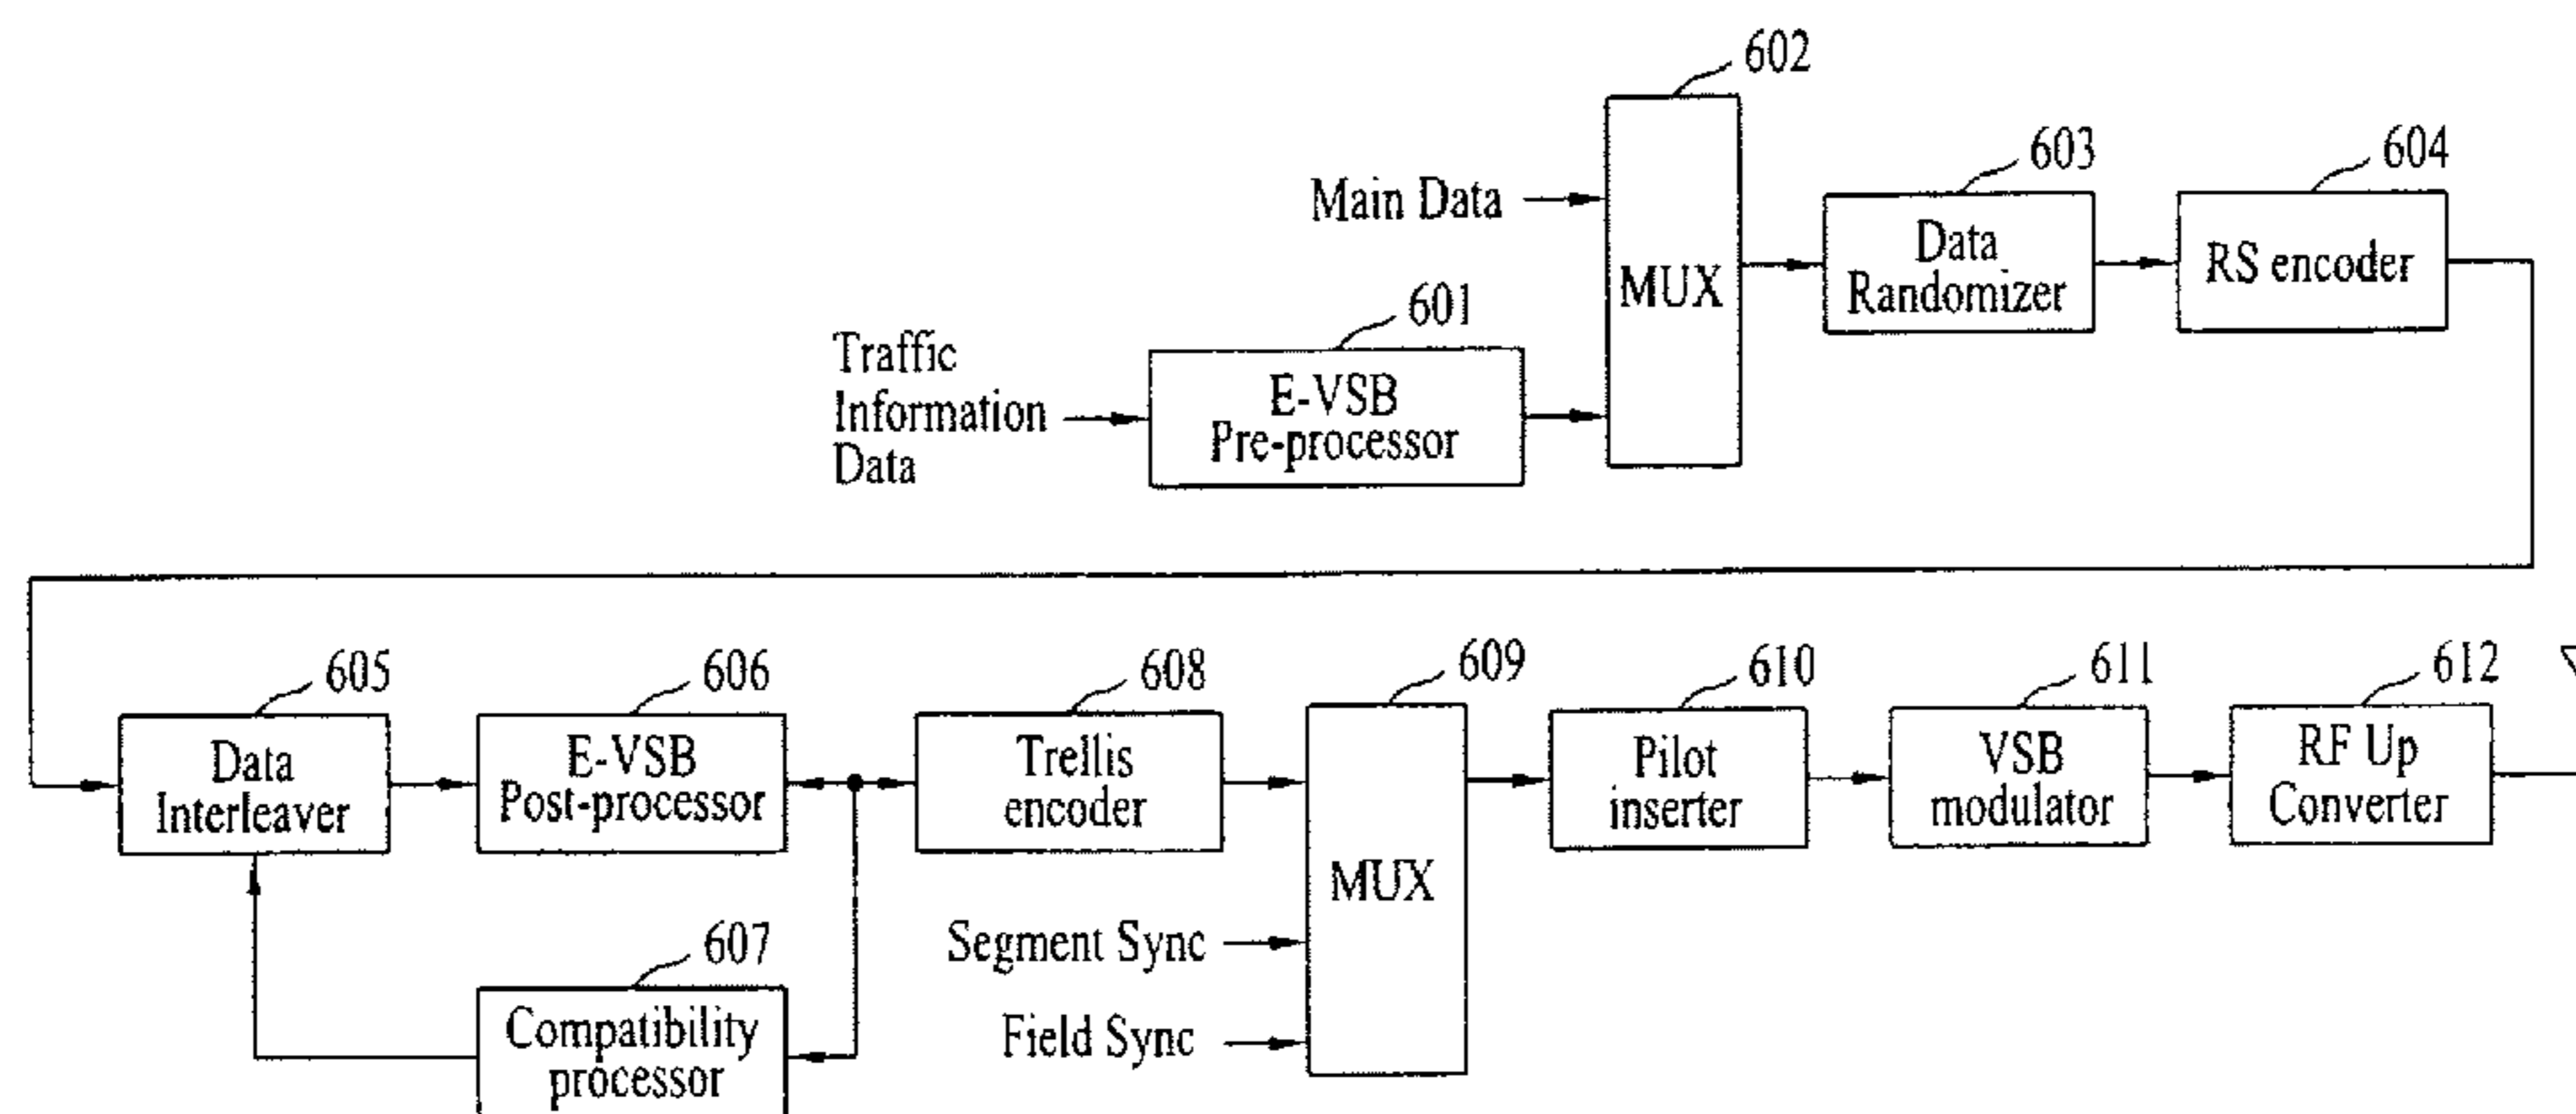 602
603
604
Main Data
Data
Randomizer
RS encoder
MUX
601
Traffic
Information
Data
E-VSB
Pre-processor
605
606
608
609
610
611
612
Data
Interleaver
E-VSB
Post-processor
Trellis
encoder
MUX
Pilot
inserter
VSB
modulator
RF Up
Converter
607
Compatibility
processor
Segment Sync
Field Sync